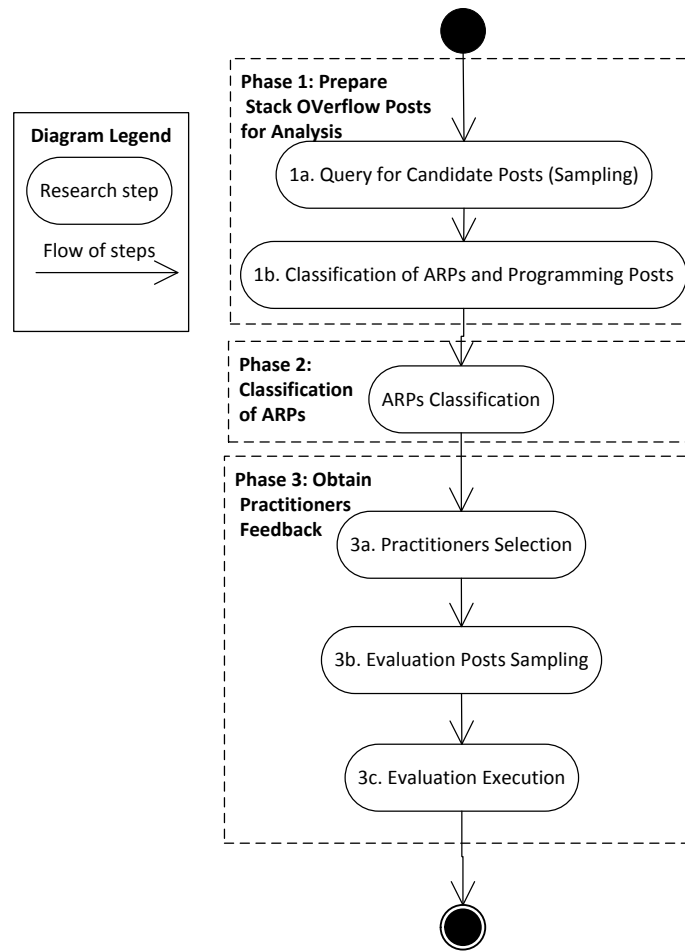 Phase 1: Prepare
Stack OVerflow Posts
for Analysis
Diagram Legend
Research step
Flow of steps
1a. Query for Candidate Posts (Sampling)
1b. Classification of ARPs and Programming Posts
Phase 2:
Classification
of ARPs
ARPs Classification
Phase 3: Obtain
Practitioners
Feedback
3a. Practitioners Selection
3b. Evaluation Posts Sampling
3c. Evaluation Execution